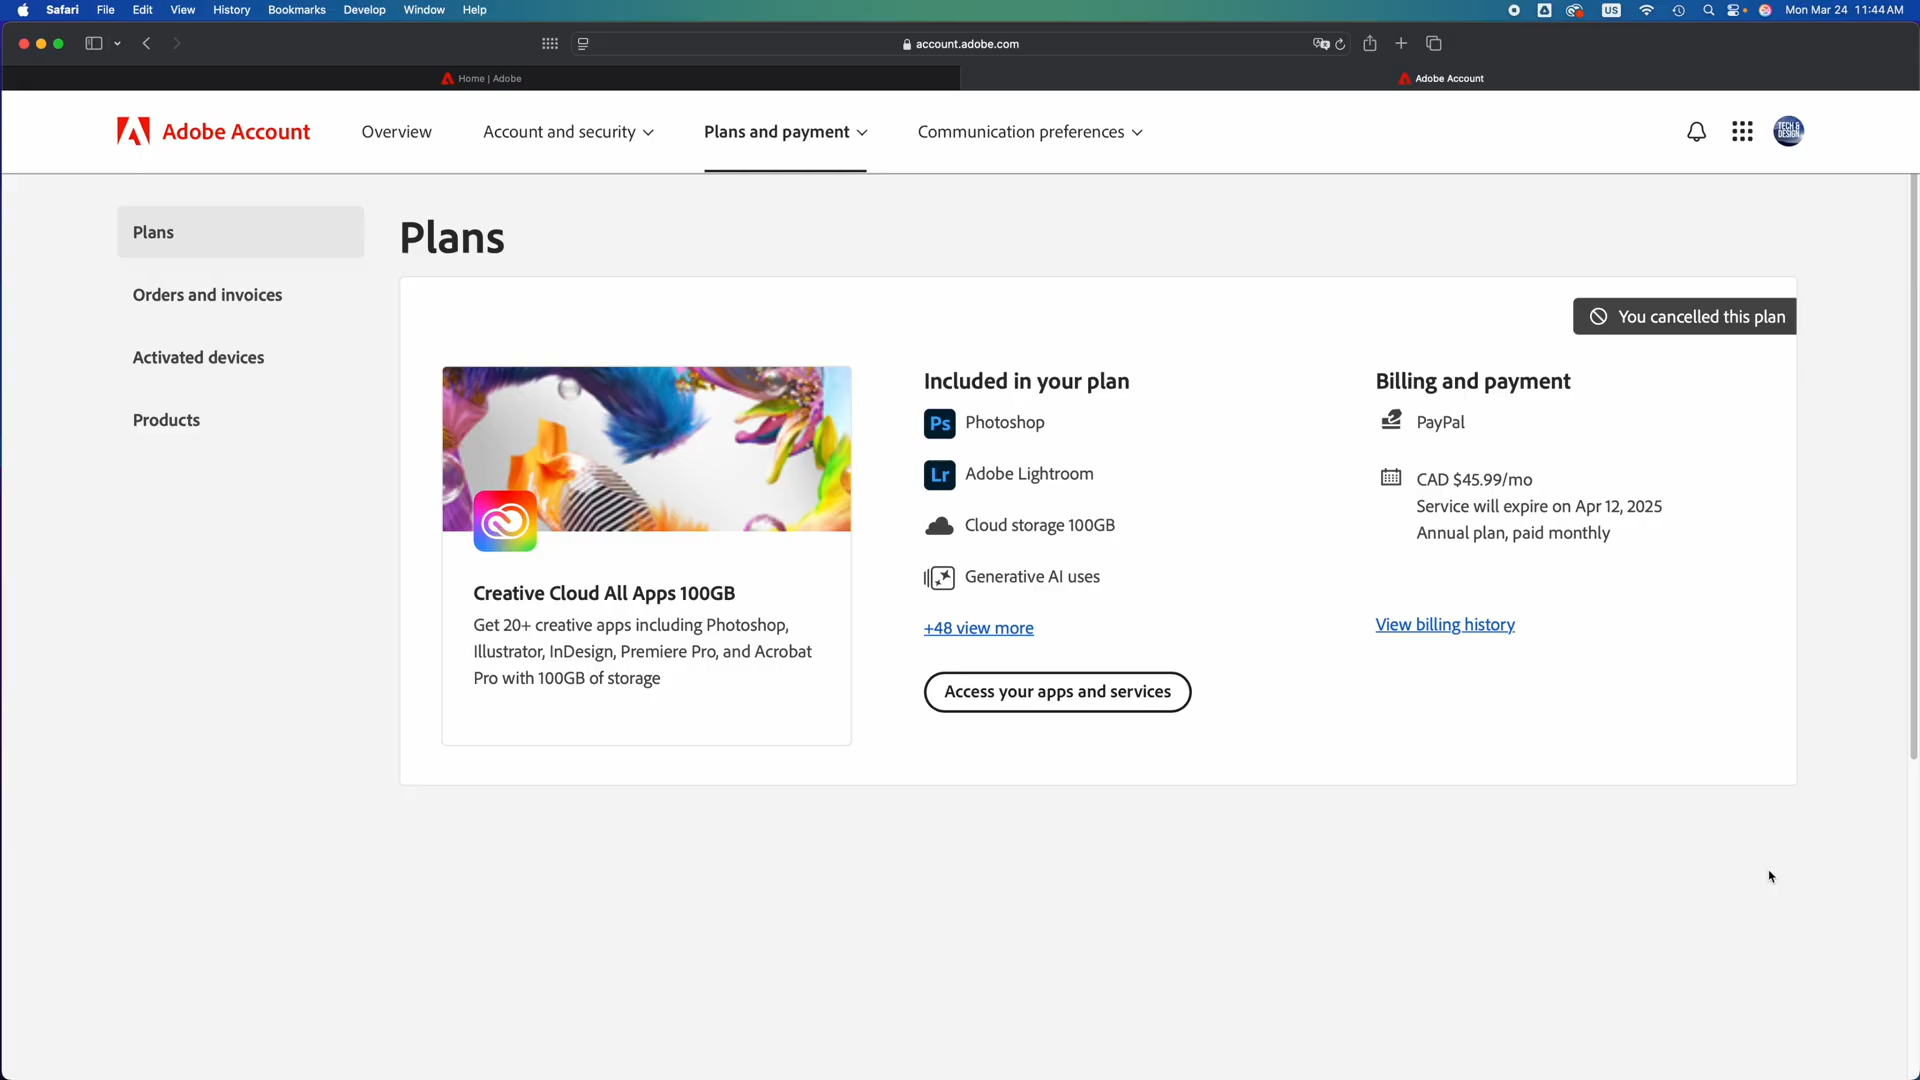 Safari File Edit View History Bookmarks Develop Window Help US Mon Mar 24 11:44 AM
account.adobe.com
Home | Adobe Adobe Account
Adobe Account Overview Account and security Plans and payment Communication preferences TECH & DESIGN
Plans
Orders and invoices
Activated devices
Products
Plans
You cancelled this plan
Creative Cloud All Apps 100GB
Get 20+ creative apps including Photoshop,
Illustrator, InDesign, Premiere Pro, and Acrobat
Pro with 100GB of storage
Included in your plan
Ps Photoshop
Lr Adobe Lightroom
Cloud storage 100GB
Generative AI uses
+48 view more
Access your apps and services
Billing and payment
PayPal
CAD $45.99/mo
Service will expire on Apr 12, 2025
Annual plan, paid monthly
View billing history